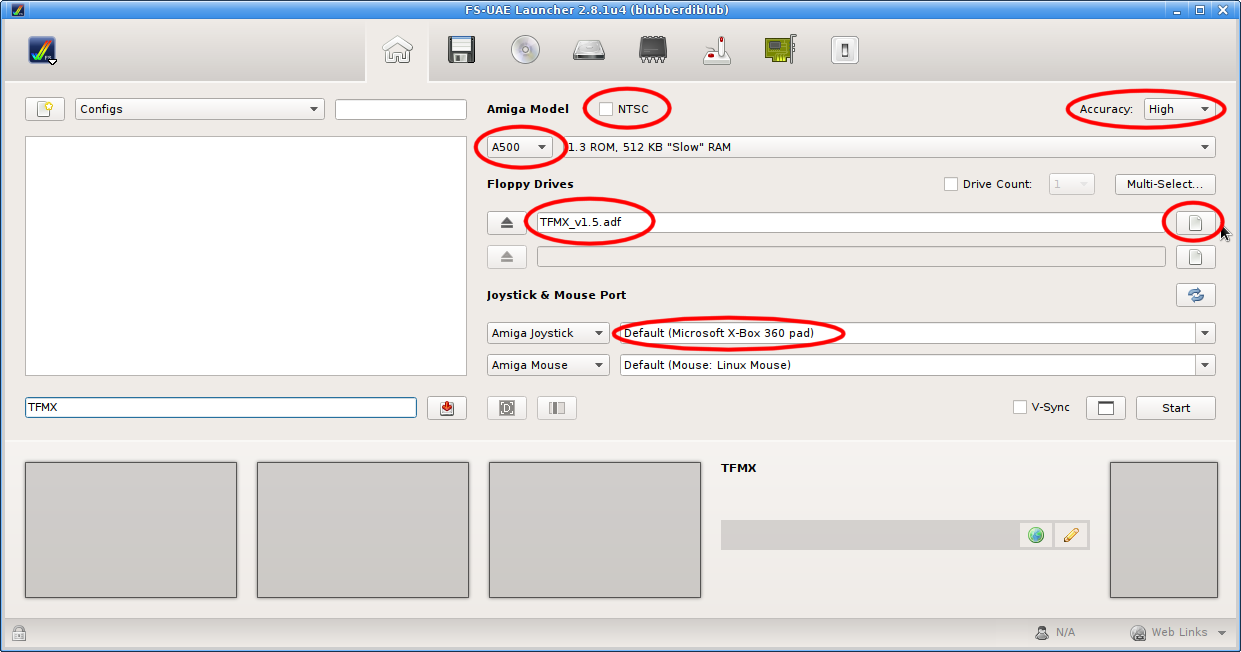 FS-UAE Launcher 2.8.1u4 (blubberdiblub)
Configs
Amiga Model NTSC Accuracy: High
A500 1.3 ROM, 512 KB "Slow" RAM
Floppy Drives Drive Count: 1 Multi-Select...
TFMX_v1.5.adf
Joystick & Mouse Port
Amiga Joystick Default (Microsoft X-Box 360 pad)
Amiga Mouse Default (Mouse: Linux Mouse)
TFMX D V-Sync Start
TFMX
N/A Web Links